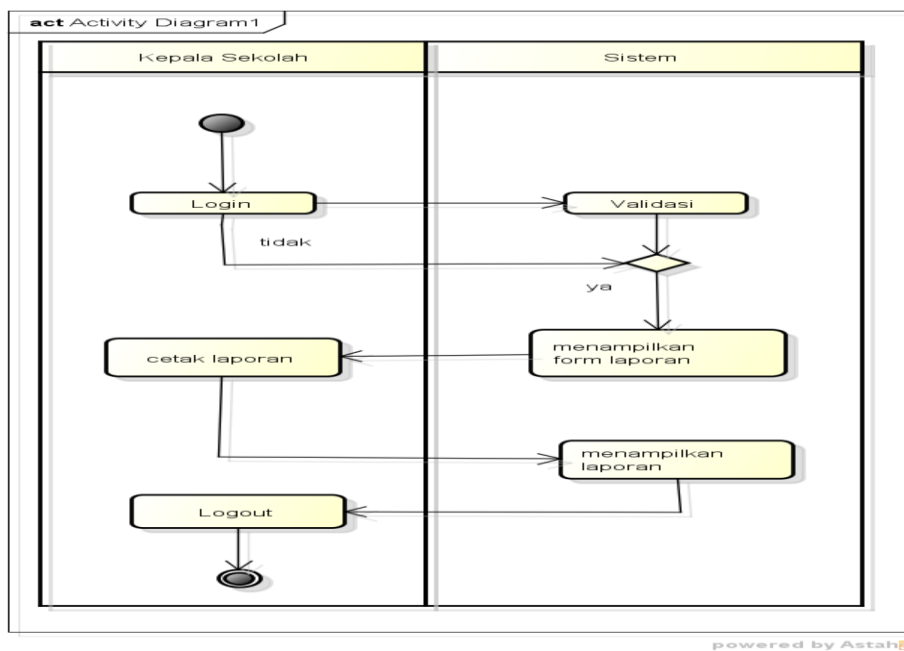 act Activity Diagram1
Kepala Sekolah
Sistem
Login
Validasi
tidak
ya
menampilkan
form laporan
cetak laporan
menampilkan
laporan
Logout
powered by Astah